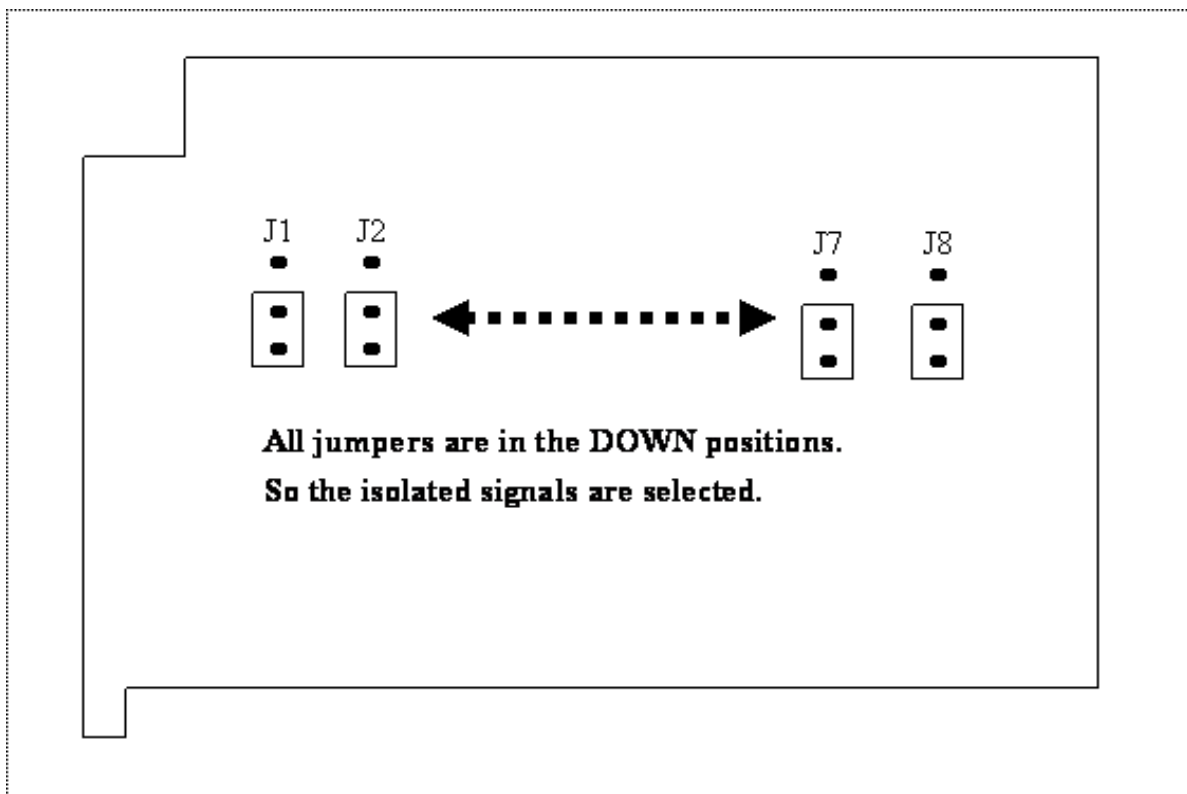 J1 J2 J7 J8
All jumpers are in the DOWN positions.
So the isolated signals are selected.